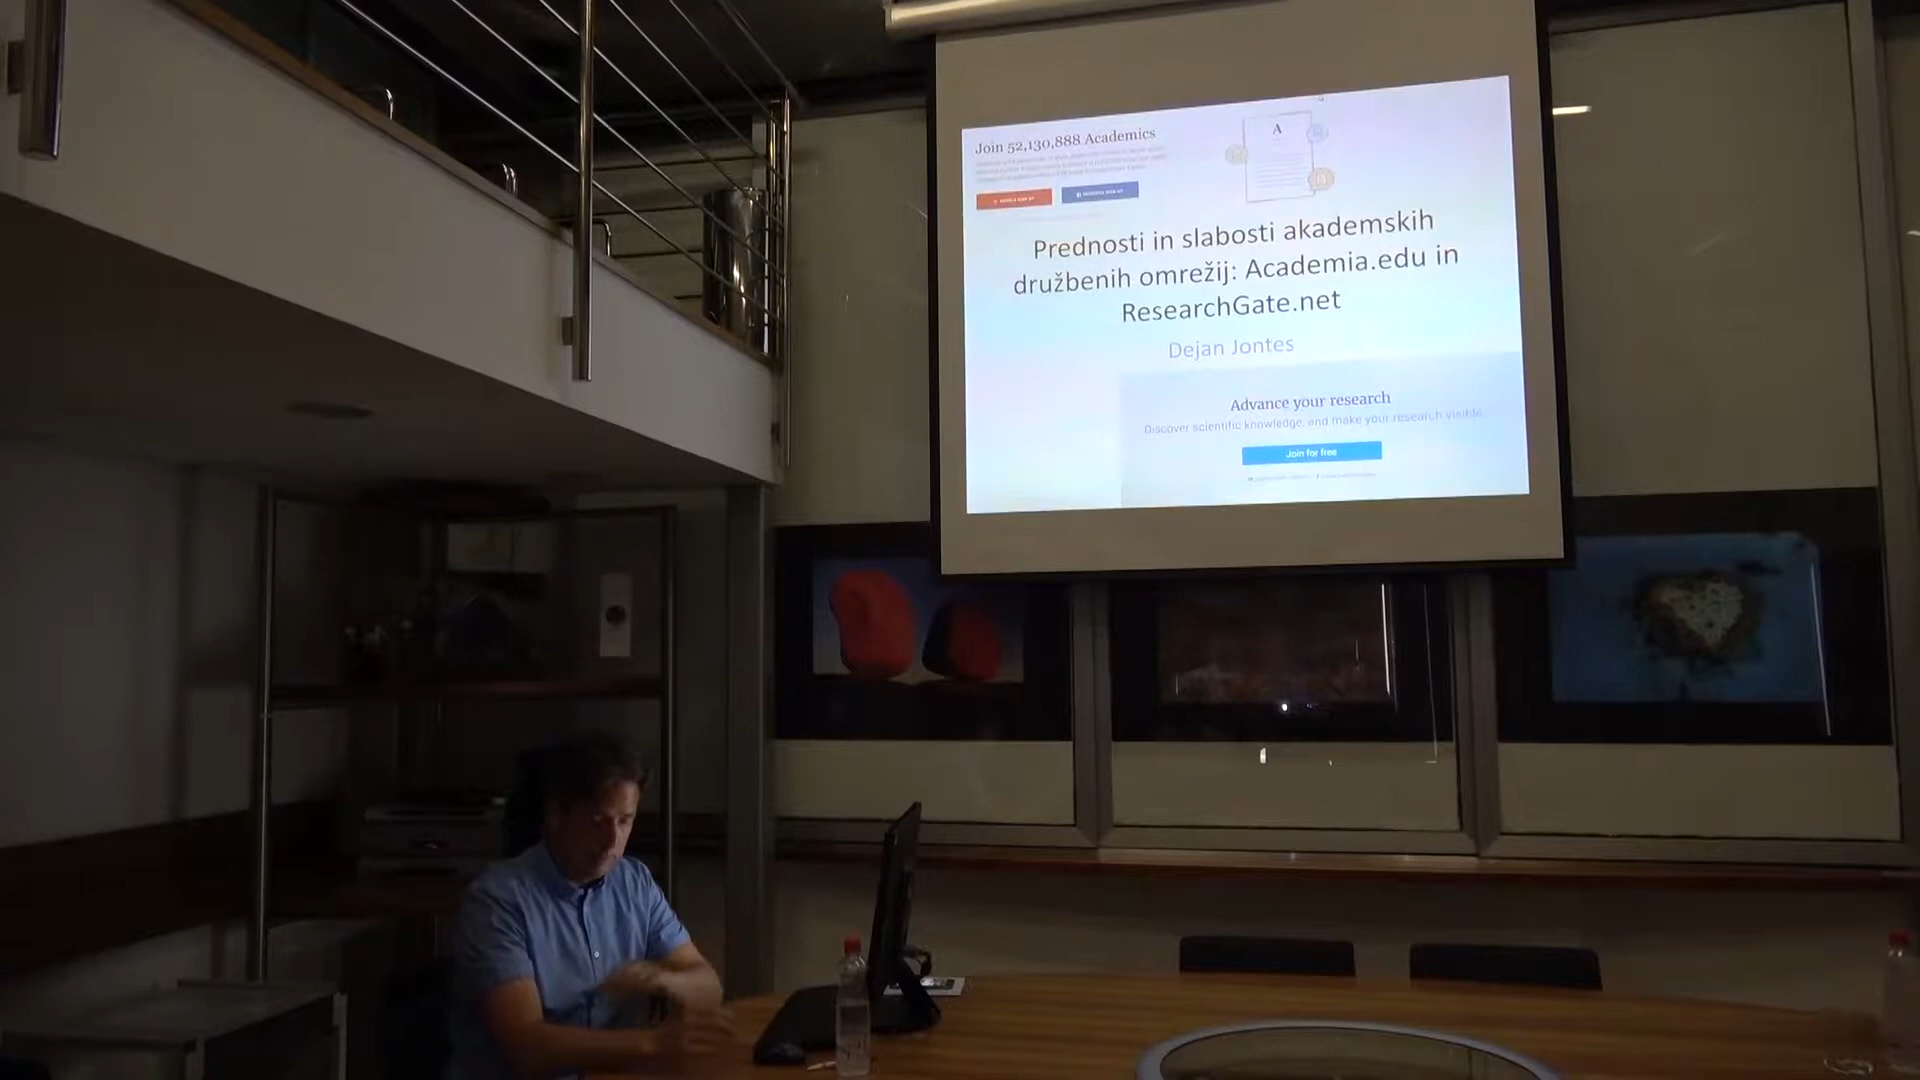 Join 52,130,888 Academics
A
Prednosti in slabosti akademskih
družbenih omrežij: Academia.edu in
ResearchGate.net
Dejan Jontes
Advance your research
Discover scientific knowledge, and make your research visible.
Join for free